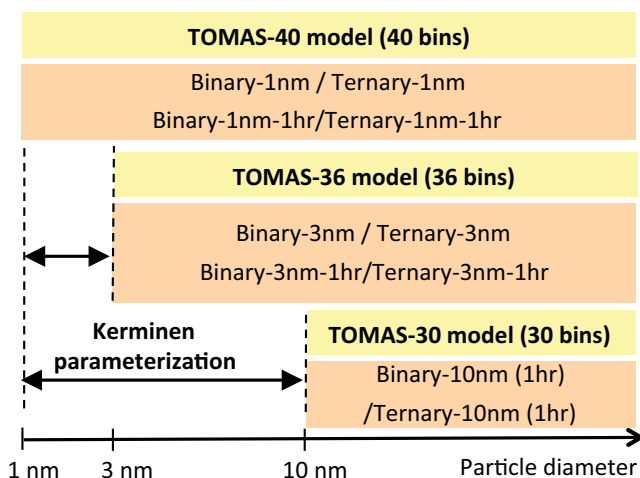 TOMAS-40 model (40 bins)
Binary-1nm / Ternary-1nm
Binary-1nm-1hr/Ternary-1nm-1hr
TOMAS-36 model (36 bins)
Binary-3nm / Ternary-3nm
Binary-3nm-1hr/Ternary-3nm-1hr
Kerminen
parameterization
TOMAS-30 model (30 bins)
Binary-10nm (1hr)
/Ternary-10nm (1hr)
1 nm 3 nm 10 nm Particle diameter